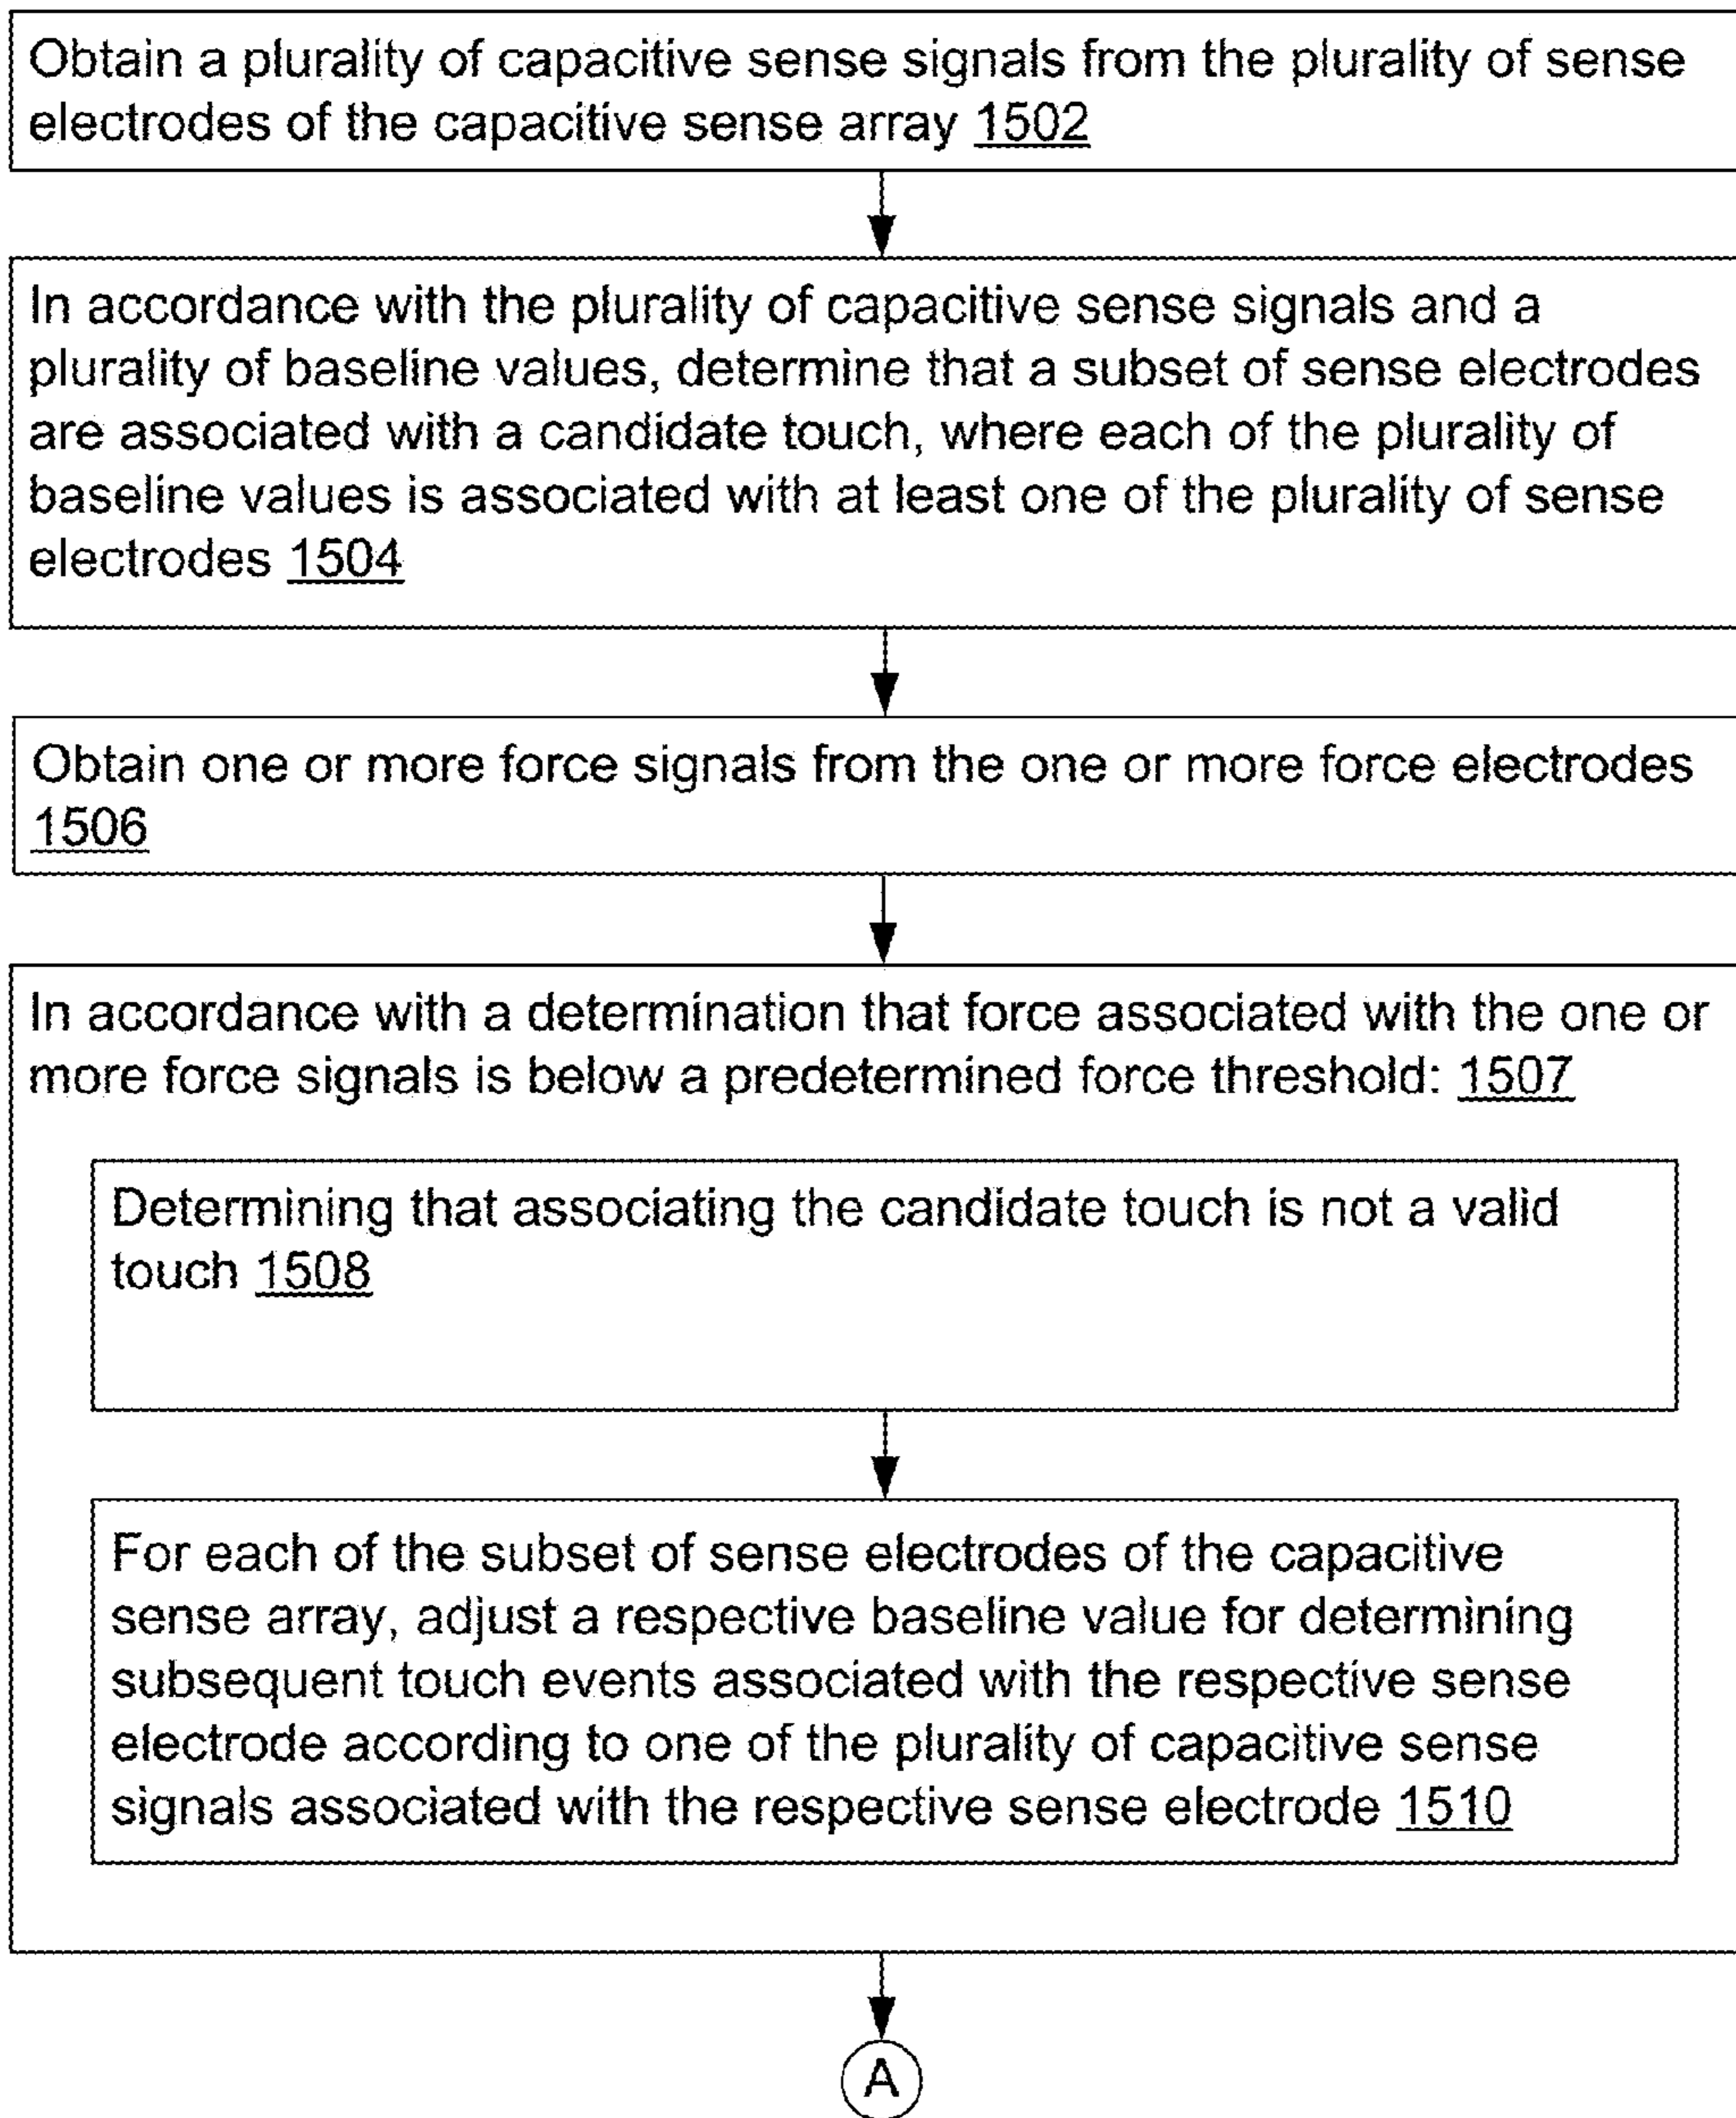 Obtain a plurality of capacitive sense signals from the plurality of sense
electrodes of the capacitive sense array 1502
In accordance with the plurality of capacitive sense signals and a
plurality of baseline values, determine that a subset of sense electrodes
are associated with a candidate touch, where each of the plurality of
baseline values is associated with at least one of the plurality of sense
electrodes 1504
Obtain one or more force signals from the one or more force electrodes
1506
In accordance with a determination that force associated with the one or
more force signals is below a predetermined force threshold: 1507
Determining that associating the candidate touch is not a valid
touch 1508
For each of the subset of sense electrodes of the capacitive
sense array, adjust a respective baseline value for determining
subsequent touch events associated with the respective sense
electrode according to one of the plurality of capacitive sense
signals associated with the respective sense electrode 1510
A